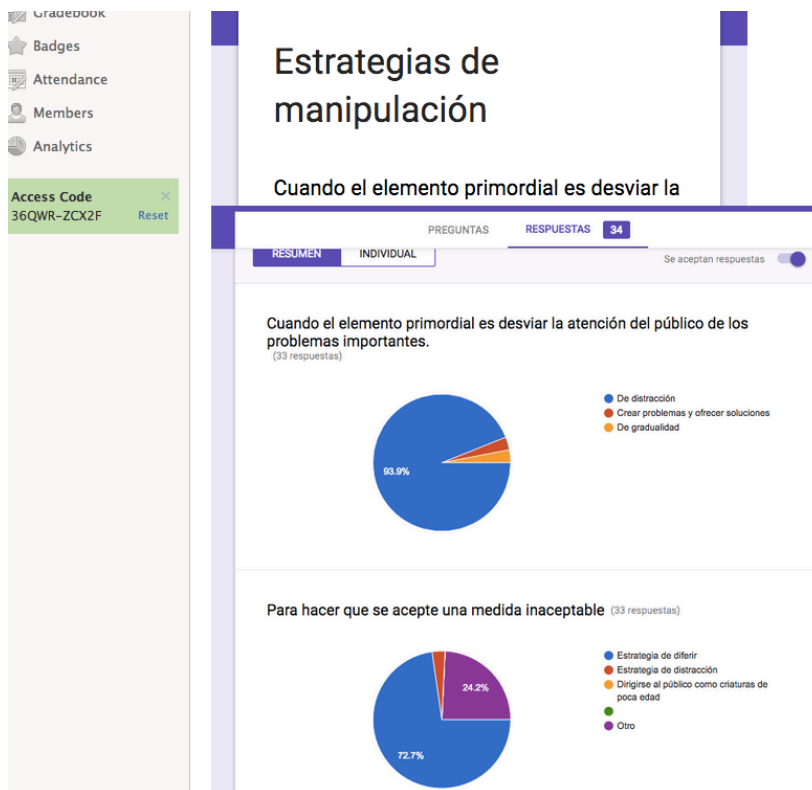 Gradebook
Badges
Attendance
Members
Analytics
Access Code
36QWR-ZCX2F Reset
Estrategias de
manipulación
Cuando el elemento primordial es desviar la
PREGUNTAS RESPUESTAS 34
RESUMEN INDIVIDUAL Se aceptan respuestas
Cuando el elemento primordial es desviar la atención del público de los
problemas importantes.
(33 respuestas)
De distracción
Crear problemas y ofrecer soluciones
De gradualidad
93.9%
Para hacer que se acepte una medida inaceptable (33 respuestas)
Estrategia de diferir
Estrategia de distracción
Dirigirse al público como criaturas de
poca edad
Otro
24.2%
72.7%